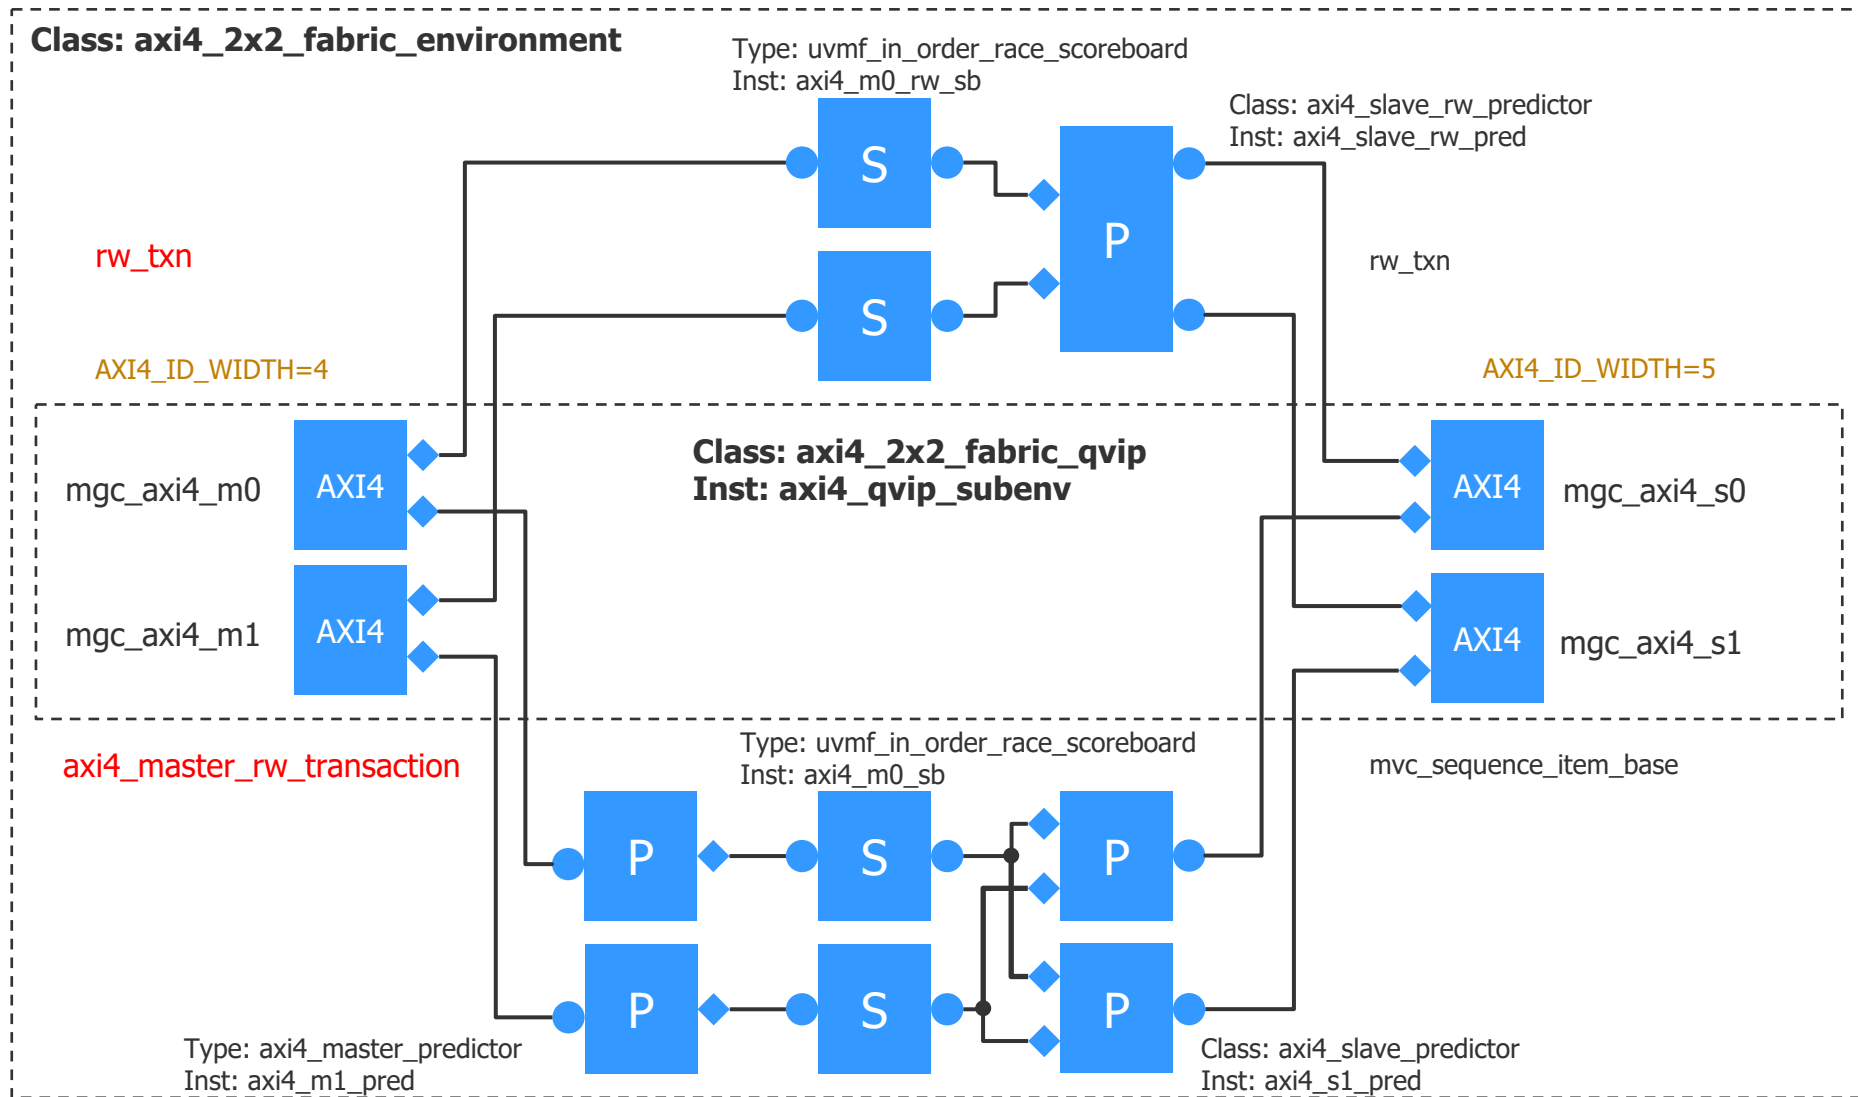 Class: axi4_2x2_fabric_environment
Type: uvmf_in_order_race_scoreboard
Inst: axi4_m0_rw_sb
Class: axi4_slave_rw_predictor
Inst: axi4_slave_rw_pred
S
P
rw_txn
rw_txn
S
AXI4_ID_WIDTH=4
AXI4_ID_WIDTH=5
Class: axi4_2x2_fabric_qvip
Inst: axi4_qvip_subenv
mgc_axi4_m0
AXI4
AXI4
mgc_axi4_s0
mgc_axi4_m1
AXI4
AXI4
mgc_axi4_s1
Type: uvmf_in_order_race_scoreboard
Inst: axi4_m0_sb
axi4_master_rw_transaction
mvc_sequence_item_base
P
S
P
P
S
P
Type: axi4_master_predictor
Inst: axi4_m1_pred
Class: axi4_slave_predictor
Inst: axi4_s1_pred